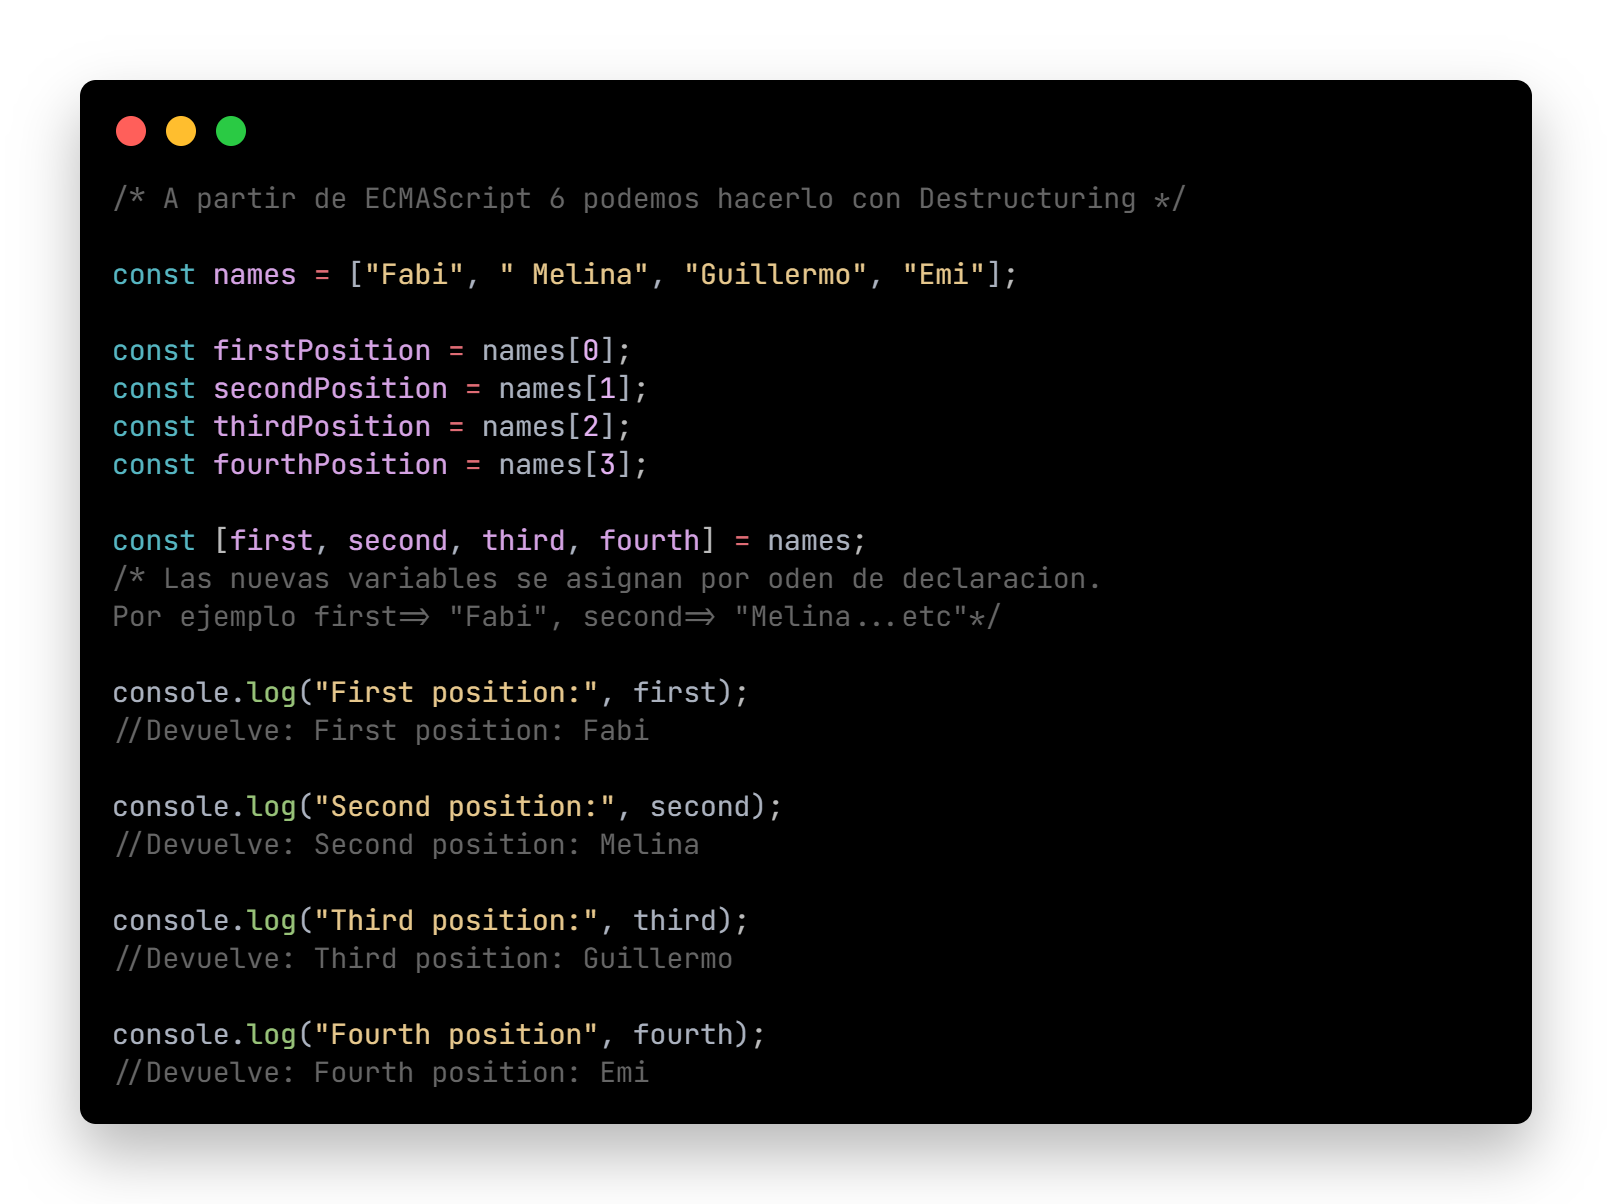 /* A partir de ECMAScript 6 podemos hacerlo con Destructuring */
const names = ["Fabi", " Melina", "Guillermo", "Emi"];
const firstPosition = names[0];
const secondPosition = names[1];
const thirdPosition = names[2];
const fourthPosition = names[3];
const [first, second, third, fourth] = names;
/* Las nuevas variables se asignan por oden de declaracion.
Por ejemplo first=> "Fabi", second=> "Melina...etc"*/
console.log("First position:", first);
//Devuelve: First position: Fabi
console.log("Second position:", second);
//Devuelve: Second position: Melina
console.log("Third position:", third);
//Devuelve: Third position: Guillermo
console.log("Fourth position", fourth);
//Devuelve: Fourth position: Emi